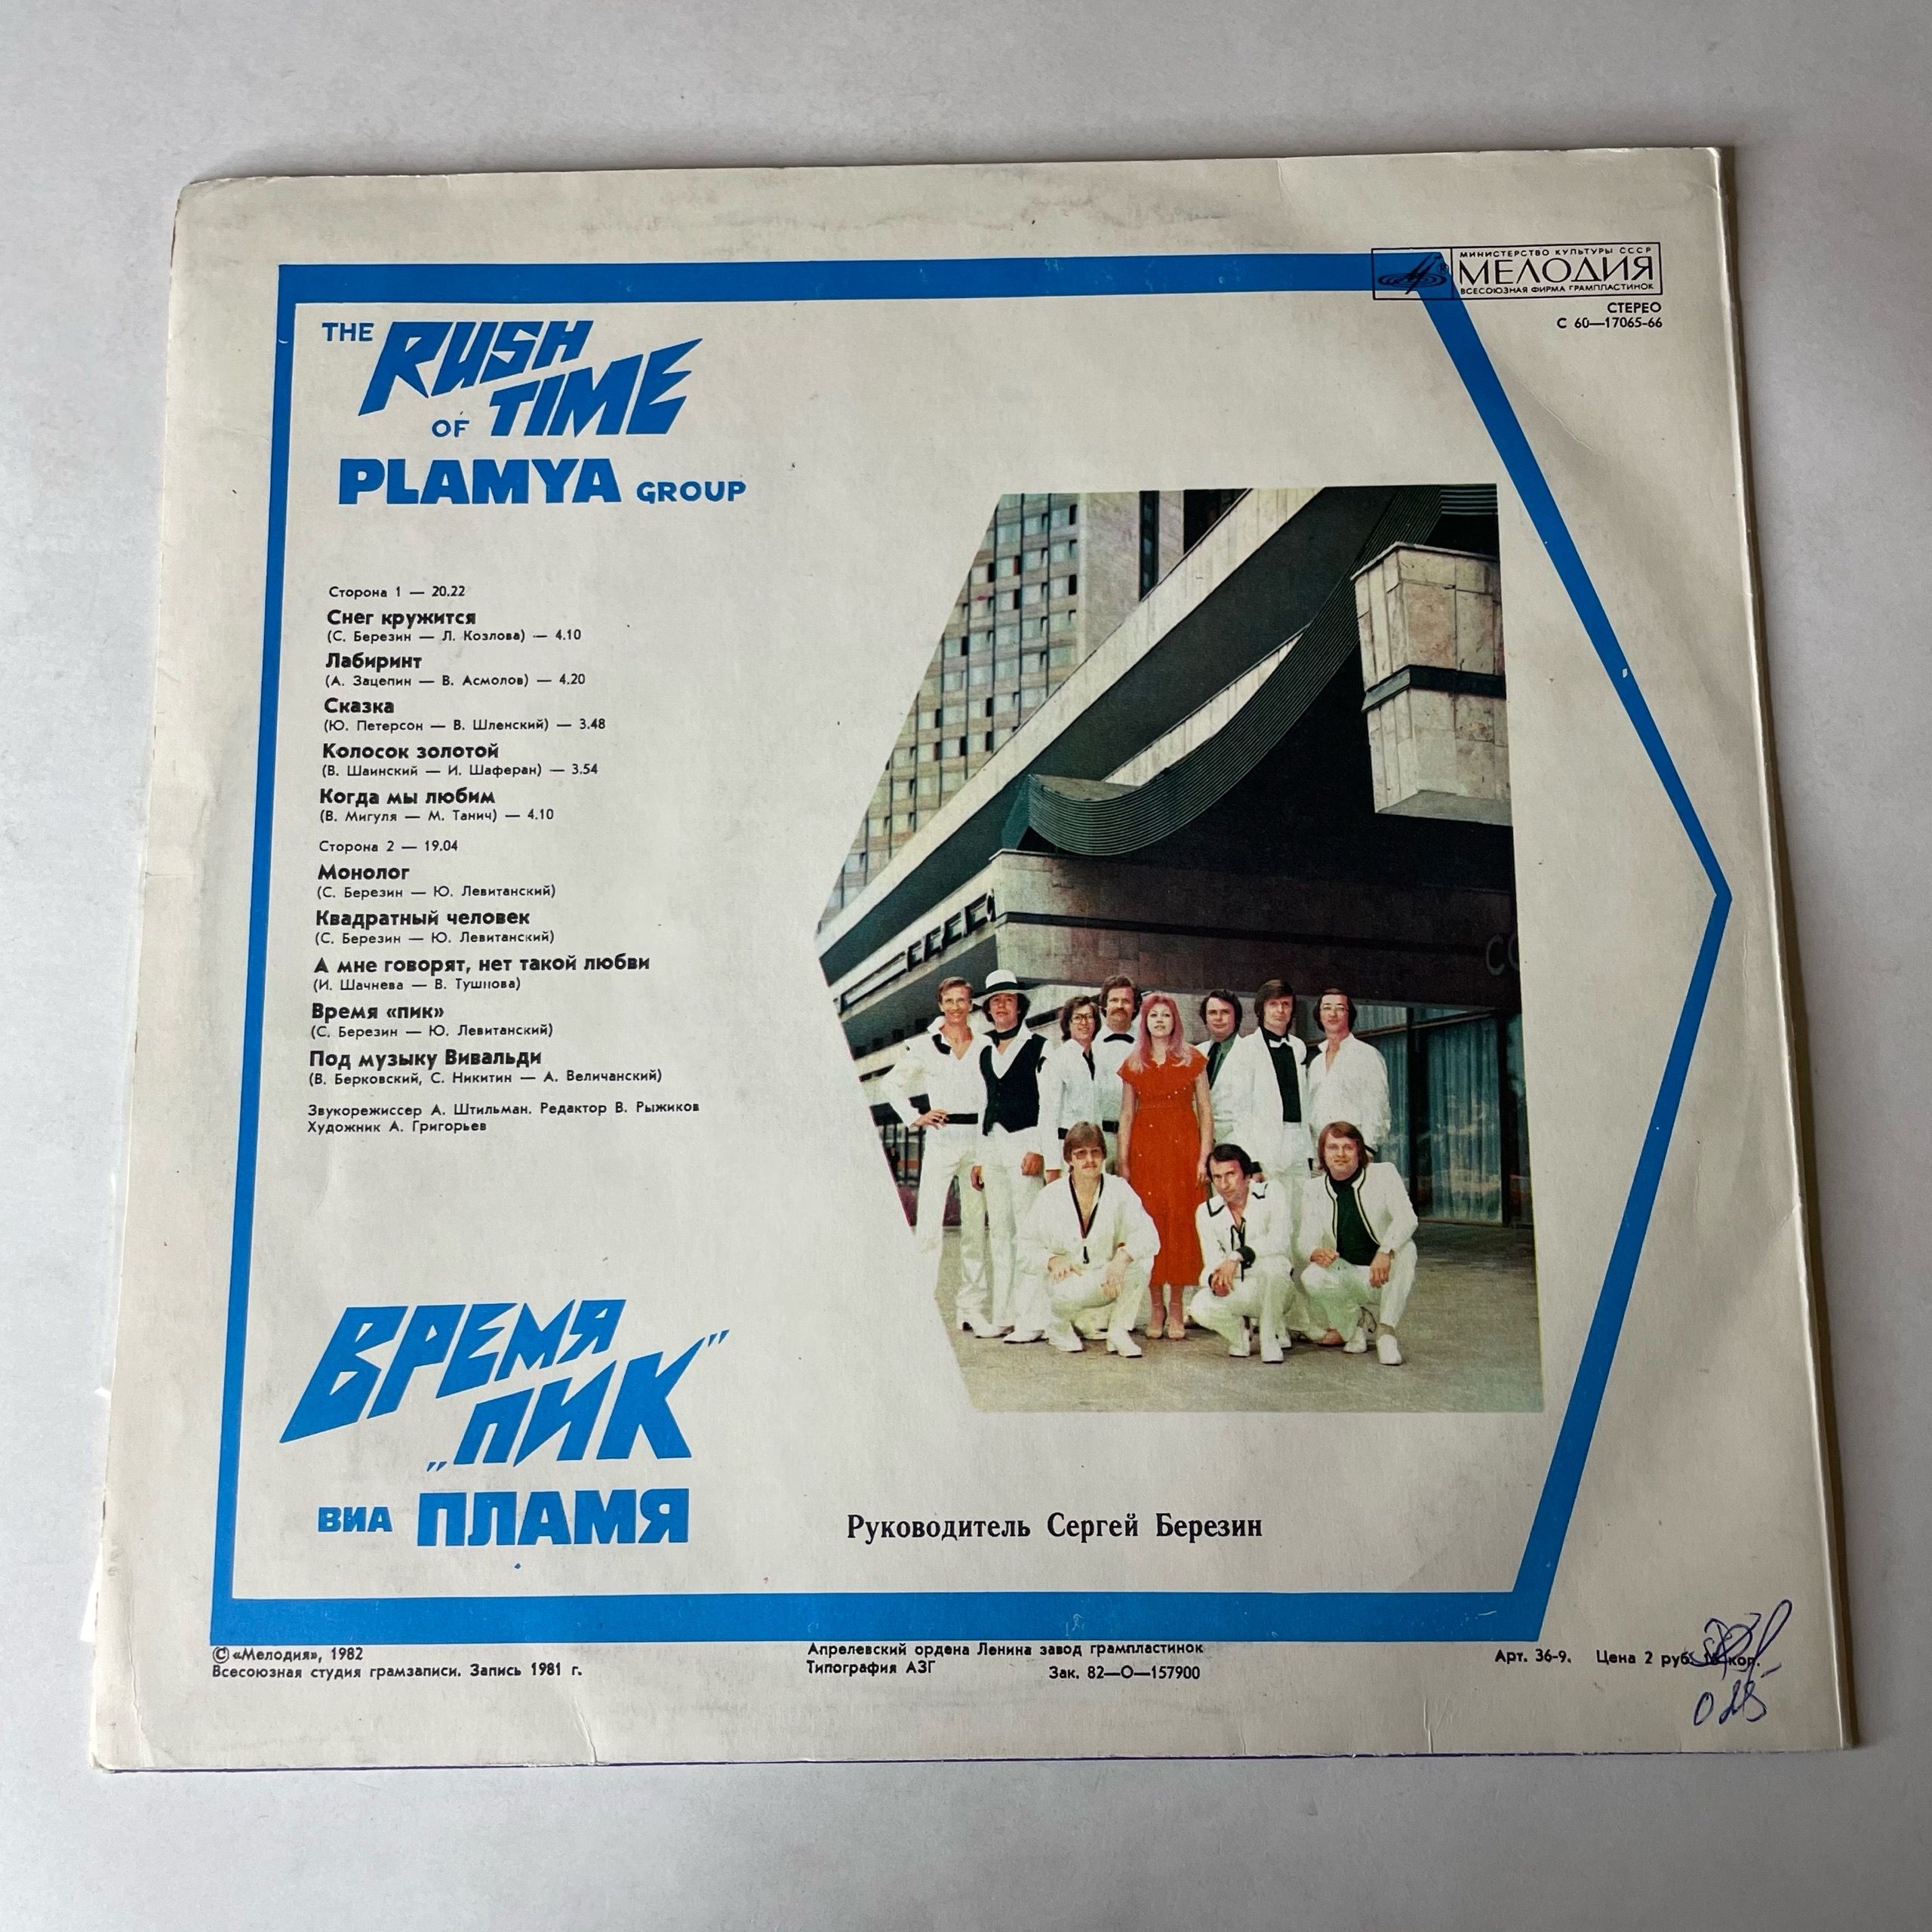 МИНИСТЕРСТВО КУЛЬТУРЫ СССР
МЕЛОДИЯ
ВСЕСОЮЗНАЯ ФИРМА ГРАМПЛАСТИНОК
СТЕРЕО
С 60—17065-66
THE RUSH
OF TIME
PLAMYA GROUP
Сторона 1 — 20.22
Снег кружится
(С. Березин — Л. Козлова) — 4.10
Лабиринт
(А. Зацепин — В. Асмолов) — 4.20
Сказка
(Ю. Петерсон — В. Шленский) — 3.48
Колосок золотой
(В. Шаинский — И. Шаферан) — 3.54
Когда мы любим
(В. Мигуля — М. Танич) — 4.10
Сторона 2 — 19.04
Монолог
(С. Березин — Ю. Левитанский)
Квадратный человек
(С. Березин — Ю. Левитанский)
А мне говорят, нет такой любви
(И. Шачнева — В. Тушнова)
Время «пик»
(С. Березин — Ю. Левитанский)
Под музыку Вивальди
(В. Берковский, С. Никитин — А. Величанский)
Звукорежиссер А. Штильман. Редактор В. Рыжиков
Художник А. Григорьев
ВРЕМЯ
„ПИК”
ВИА ПЛАМЯ
Руководитель Сергей Березин
© «Мелодия», 1982
Всесоюзная студия грамзаписи. Запись 1981 г.
Апрелевский ордена Ленина завод грампластинок
Типография АЗГ Зак. 82—О—157900
Арт. 36-9. Цена 2 руб. коп.